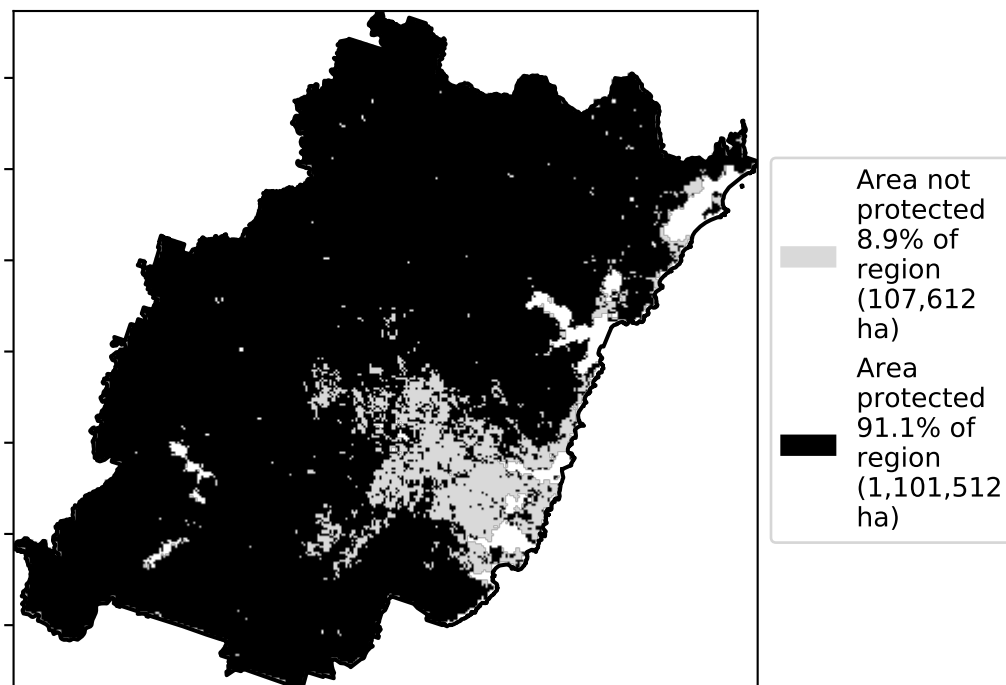 Area not
protected
8.9% of
region
(107,612
ha)
Area
protected
91.1% of
region
(1,101,512
ha)